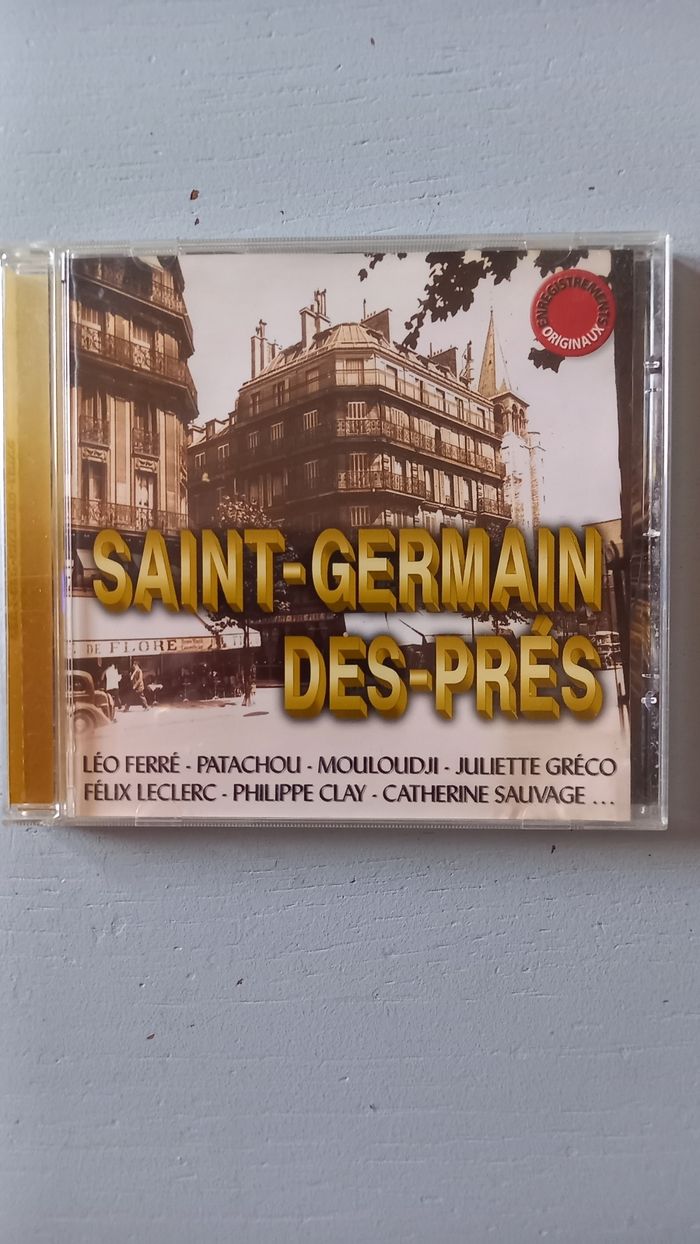 ENREGISTREMENTS
ORIGINAUX
SAINT-GERMAIN
DES-PRÉS
DE FLORE
LÉO FERRÉ - PATACHOU - MOULOUDJI - JULIETTE GRÉCO
FÉLIX LECLERC - PHILIPPE CLAY - CATHERINE SAUVAGE ...